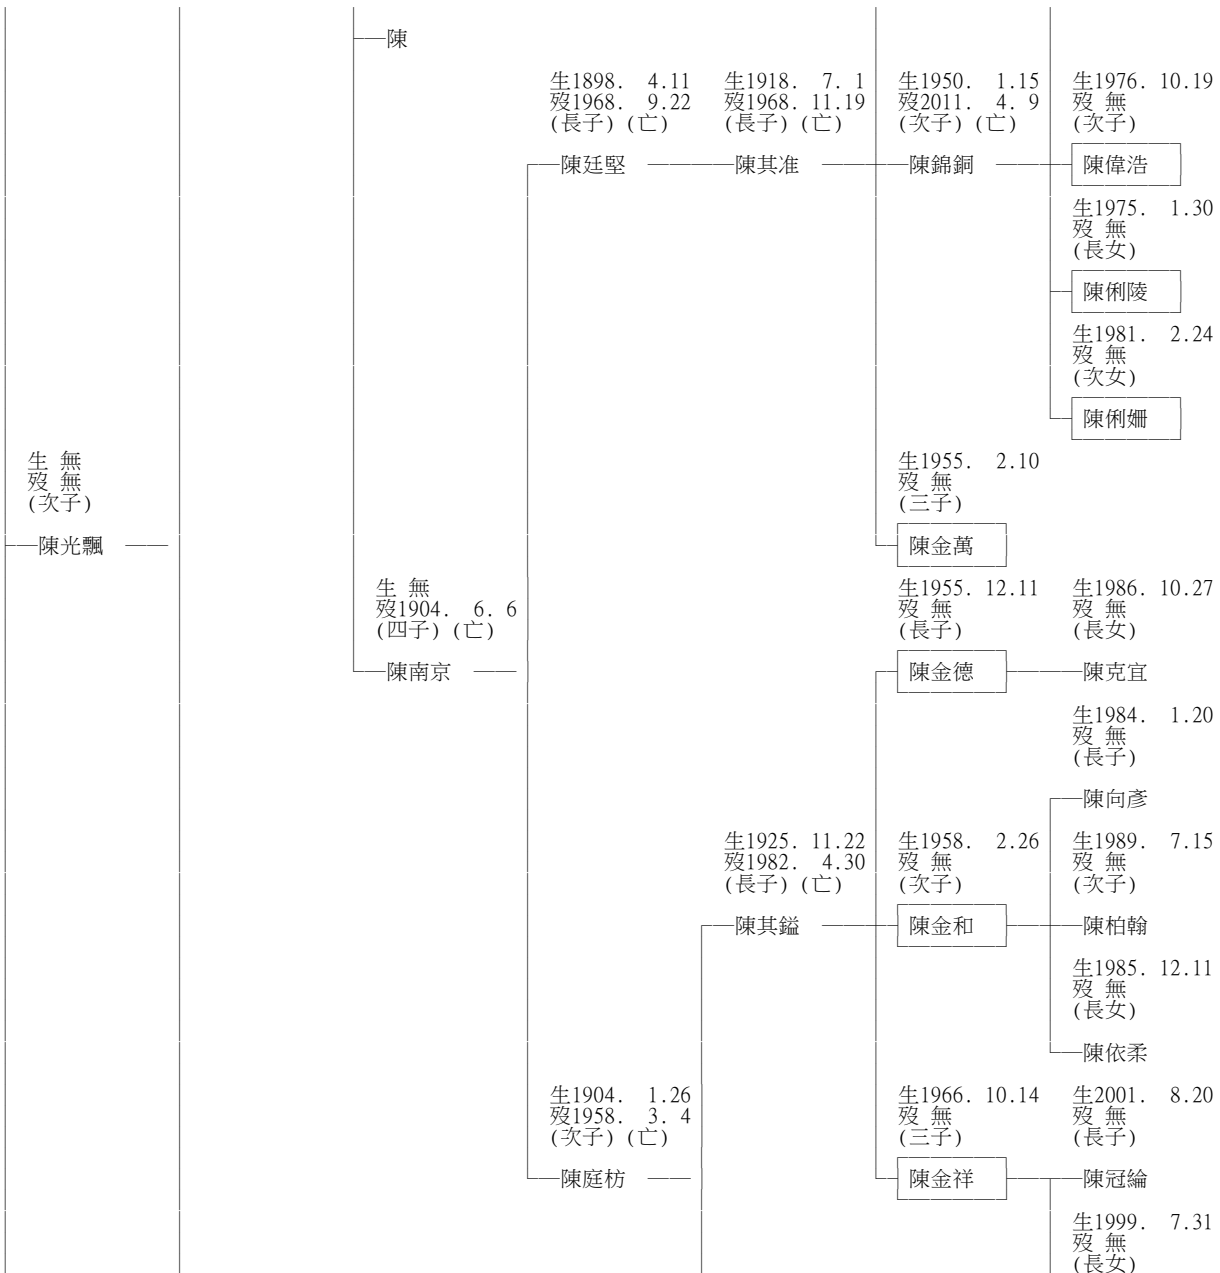 陳
生1898. 4.11 生1918. 7. 1 生1950. 1.15 生1976. 10.19
歿1968. 9.22 歿1968. 11.19 歿2011. 4. 9 歿 無
(長子)(亡) (長子)(亡) (次子)(亡) (次子)
陳廷堅 陳其准 陳錦銅 陳偉浩
生1975. 1.30
歿 無
(長女)
陳俐陵
生1981. 2.24
歿 無
(次女)
陳俐姍
生 無 生1955. 2.10
歿 無 歿 無
(次子) (三子)
陳光飄 陳金萬
生 無 生1955. 12.11 生1986. 10.27
歿1904. 6. 6 歿 無 歿 無
(四子)(亡) (長子) (長女)
陳南京 陳金德 陳克宜
生1984. 1.20
歿 無
(長子)
陳向彥
生1925. 11.22 生1958. 2.26 生1989. 7.15
歿1982. 4.30 歿 無 歿 無
(長子)(亡) (次子) (次子)
陳其鎰 陳金和 陳柏翰
生1985. 12.11
歿 無
(長女)
陳依柔
生1904. 1.26 生1966. 10.14 生2001. 8.20
歿1958. 3. 4 歿 無 歿 無
(次子)(亡) (三子) (長子)
陳庭枋 陳金祥 陳冠綸
生1999. 7.31
歿 無
(長女)